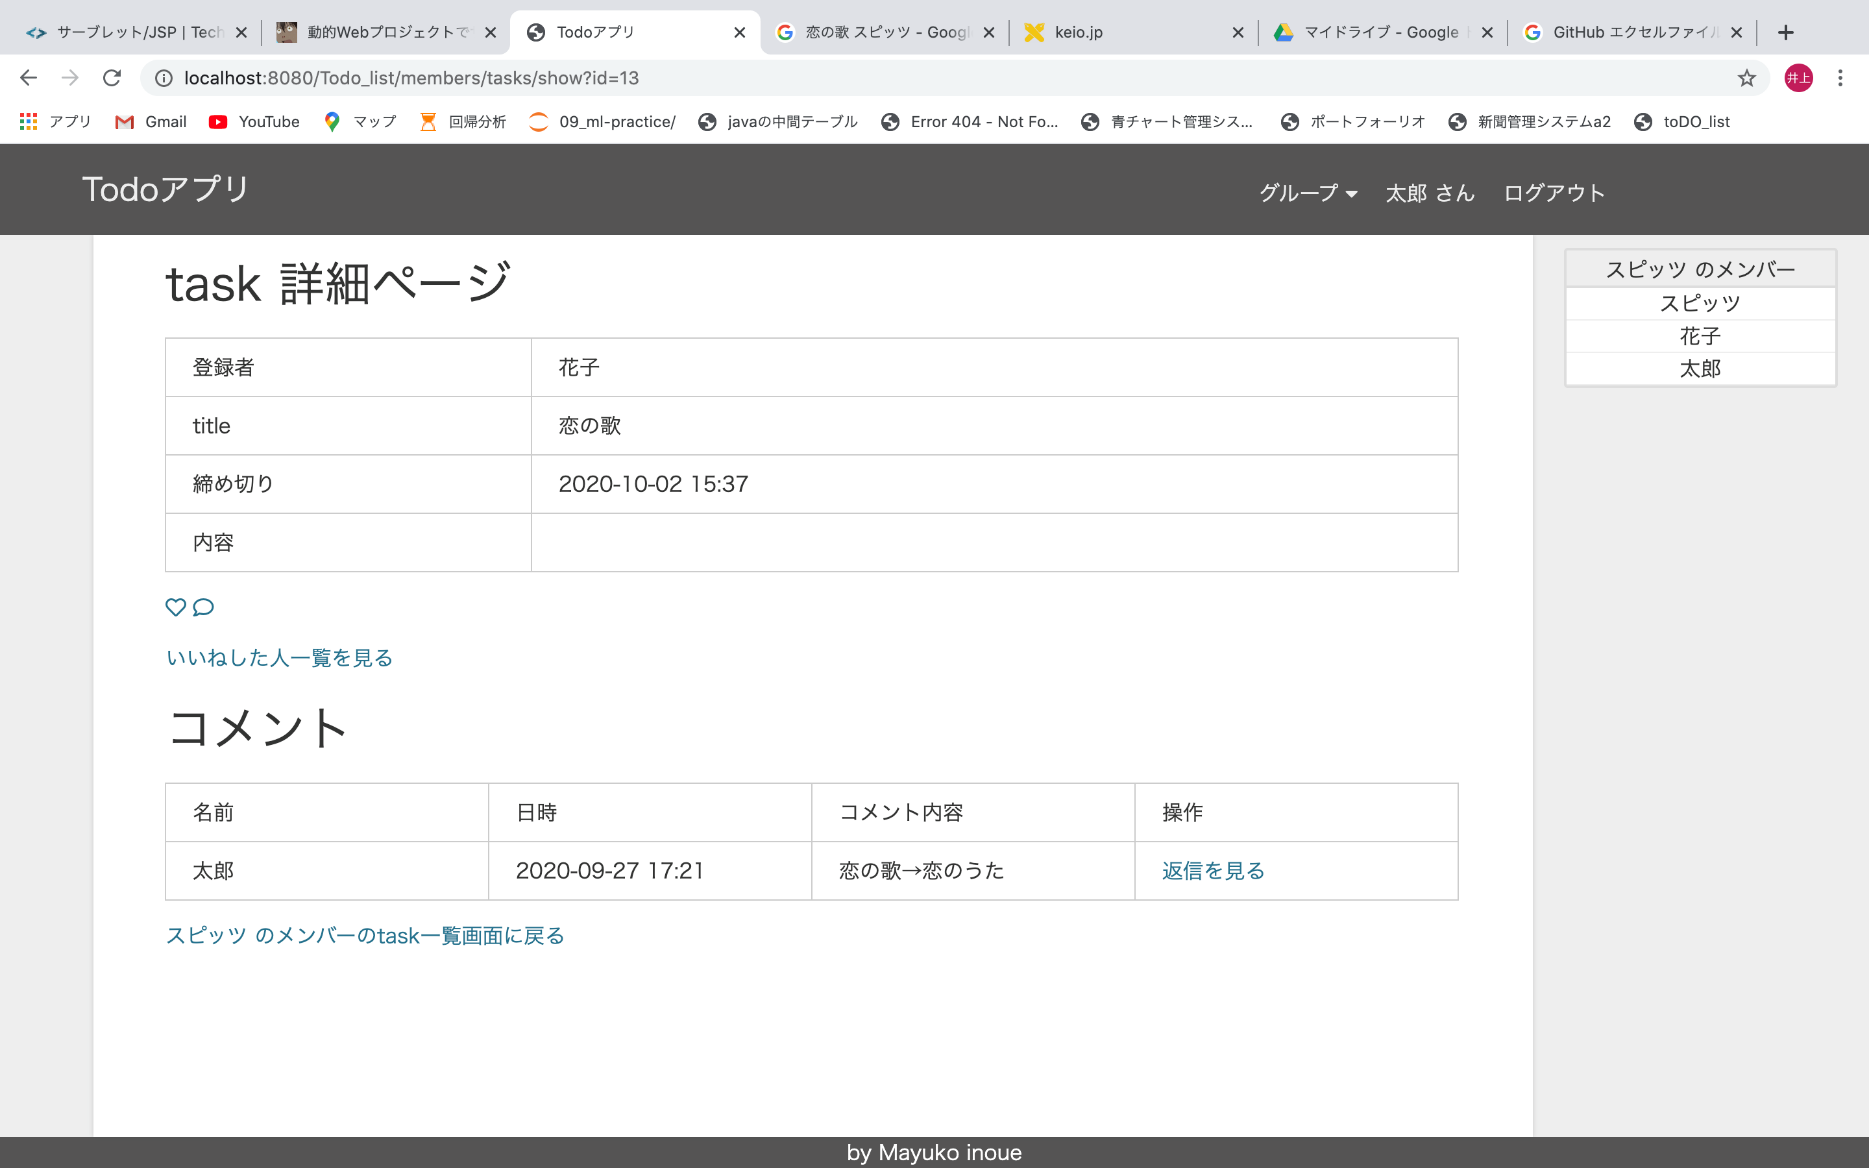 サーブレット/JSP | Tech
動的Webプロジェクトで
Todoアプリ
恋の歌 スピッツ - Googl
keio.jp
マイドライブ - Google
GitHub エクセルファイル
localhost:8080/Todo_list/members/tasks/show?id=13
井上
アプリ Gmail YouTube マップ 回帰分析 09_ml-practice/ javaの中間テーブル Error 404 - Not Fo... 青チャート管理シス... ポートフォーリオ 新聞管理システムa2 toDO_list
Todoアプリ
グループ 太郎 さん ログアウト
task 詳細ページ
登録者 花子
title 恋の歌
締め切り 2020-10-02 15:37
内容
いいねした人一覧を見る
コメント
名前 日時 コメント内容 操作
太郎 2020-09-27 17:21 恋の歌→恋のうた 返信を見る
スピッツ のメンバーのtask一覧画面に戻る
スピッツ のメンバー
スピッツ
花子
太郎
by Mayuko inoue